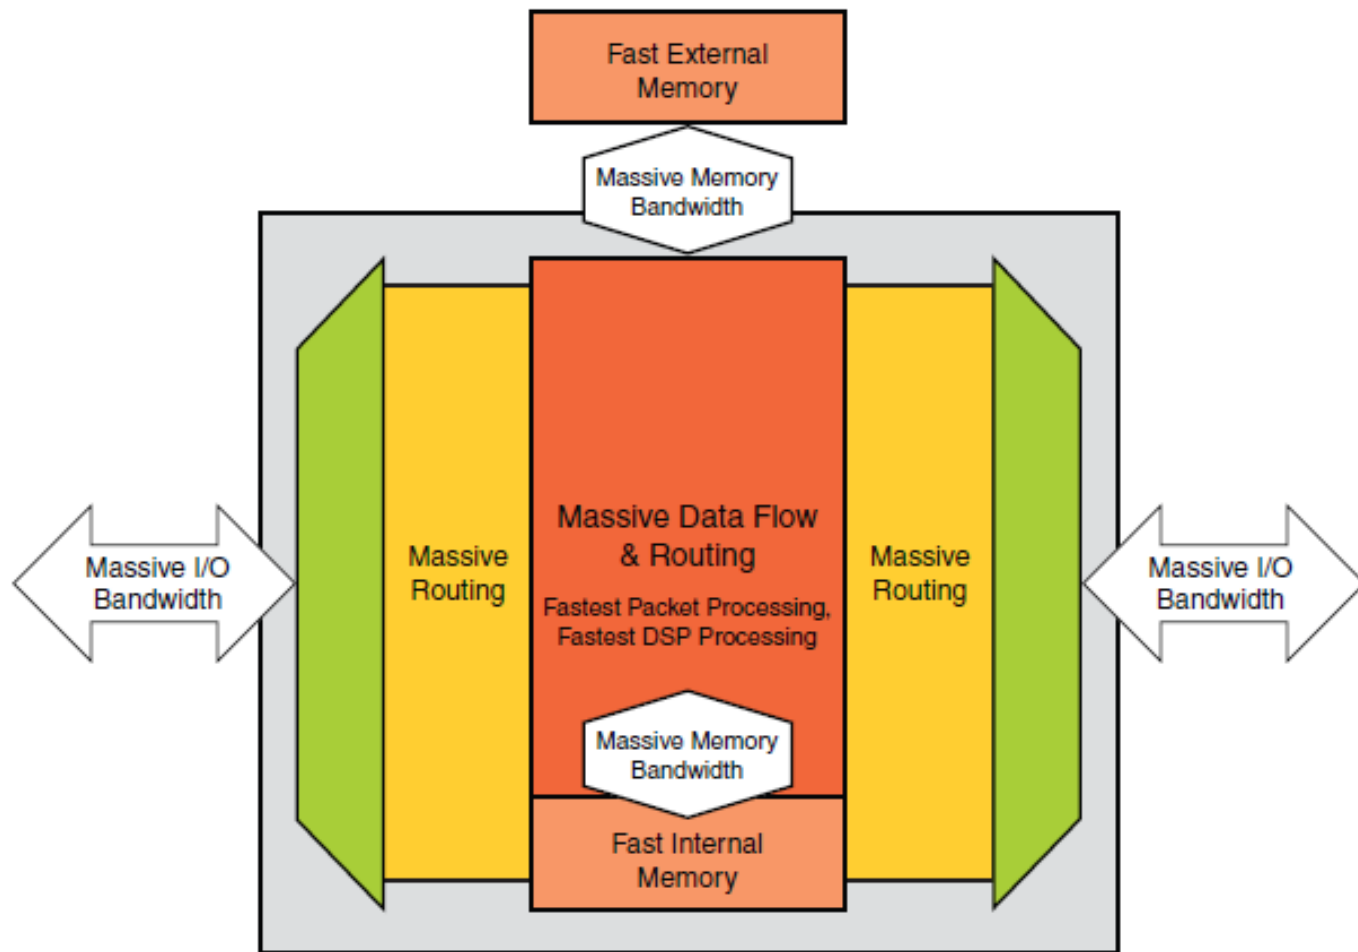 Fast External
Memory
Massive Memory
Bandwidth
Massive I/O
Bandwidth
Massive
Routing
Massive Data Flow
& Routing
Fastest Packet Processing,
Fastest DSP Processing
Massive
Routing
Massive I/O
Bandwidth
Massive Memory
Bandwidth
Fast Internal
Memory